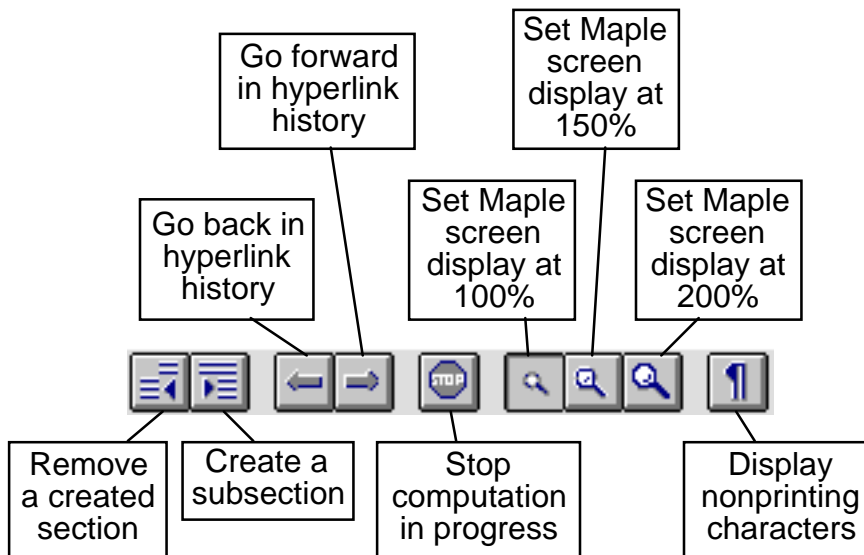 Go forward
in hyperlink
history
Set Maple
screen
display at
150%
Go back in
hyperlink
history
Set Maple
screen
display at
100%
Set Maple
screen
display at
200%
STOP
¶
Remove
a created
section
Create a
subsection
Stop
computation
in progress
Display
nonprinting
characters